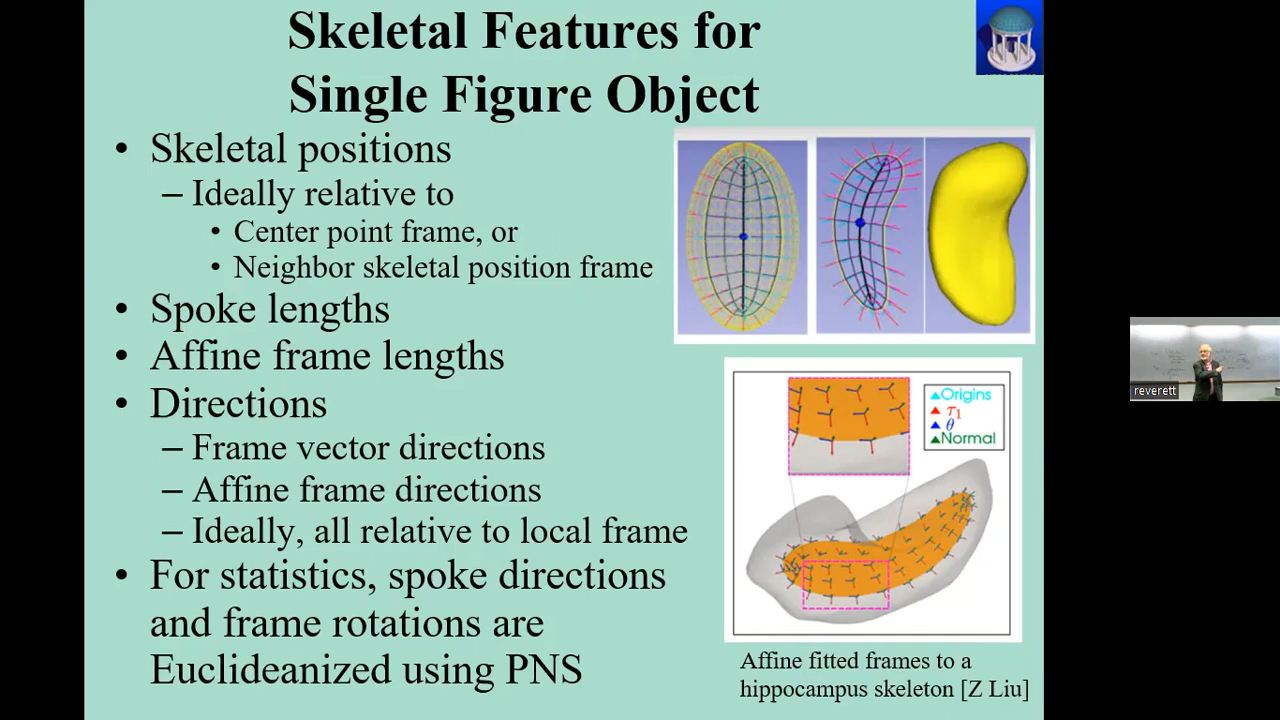 Skeletal Features for
Single Figure Object
• Skeletal positions
– Ideally relative to
• Center point frame, or
• Neighbor skeletal position frame
• Spoke lengths
• Affine frame lengths
• Directions
– Frame vector directions
– Affine frame directions
– Ideally, all relative to local frame
• For statistics, spoke directions
and frame rotations are
Euclideanized using PNS
Origins
τ1
θ
Normal
Affine fitted frames to a
hippocampus skeleton [Z Liu]
reverett